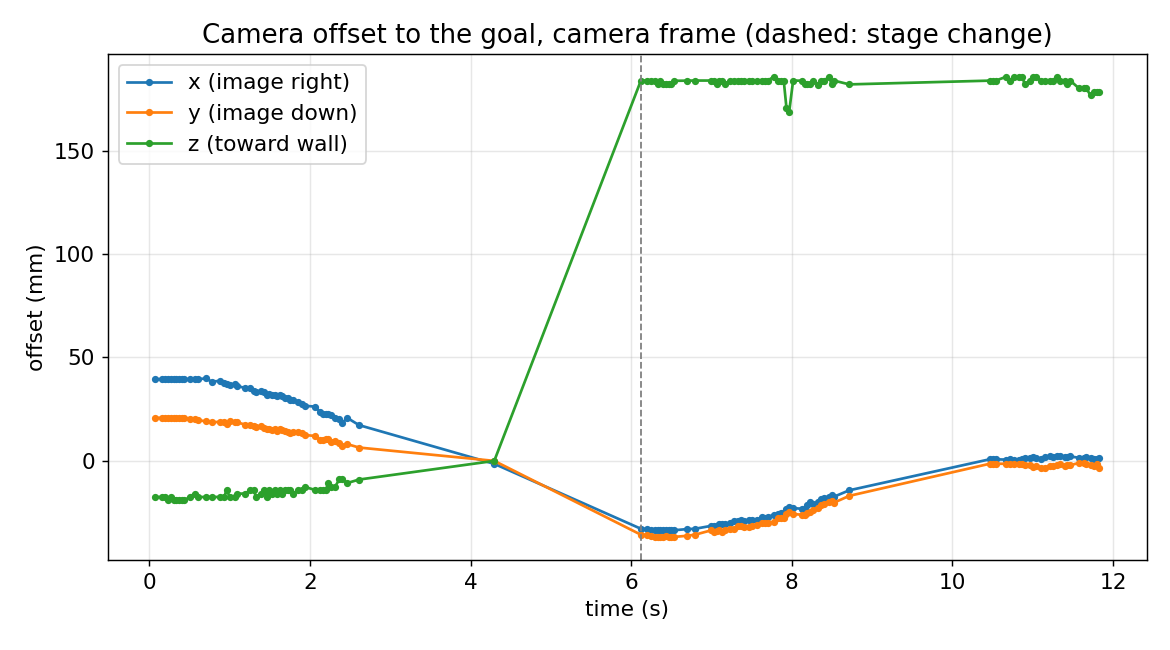 Camera offset to the goal, camera frame (dashed: stage change)
x (image right)
y (image down)
z (toward wall)
offset (mm)
150
100
50
0
0 2 4 6 8 10 12
time (s)